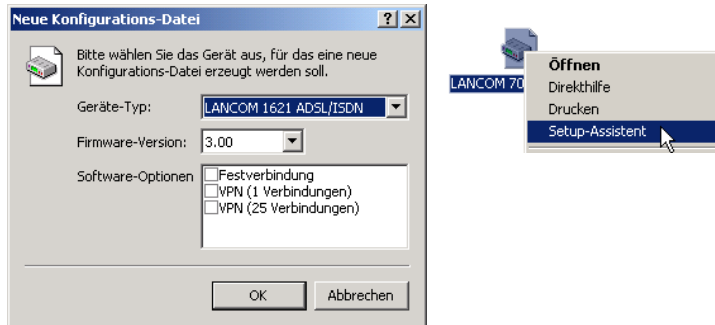 Neue Konfigurations-Datei
Bitte wählen Sie das Gerät aus, für das eine neue
Konfigurations-Datei erzeugt werden soll.
Geräte-Typ:
LANCOM 1621 ADSL/ISDN
Firmware-Version:
3.00
Software-Optionen
Festverbindung
VPN (1 Verbindungen)
VPN (25 Verbindungen)
OK
Abbrechen
LANCOM 70
Öffnen
Direkthilfe
Drucken
Setup-Assistent